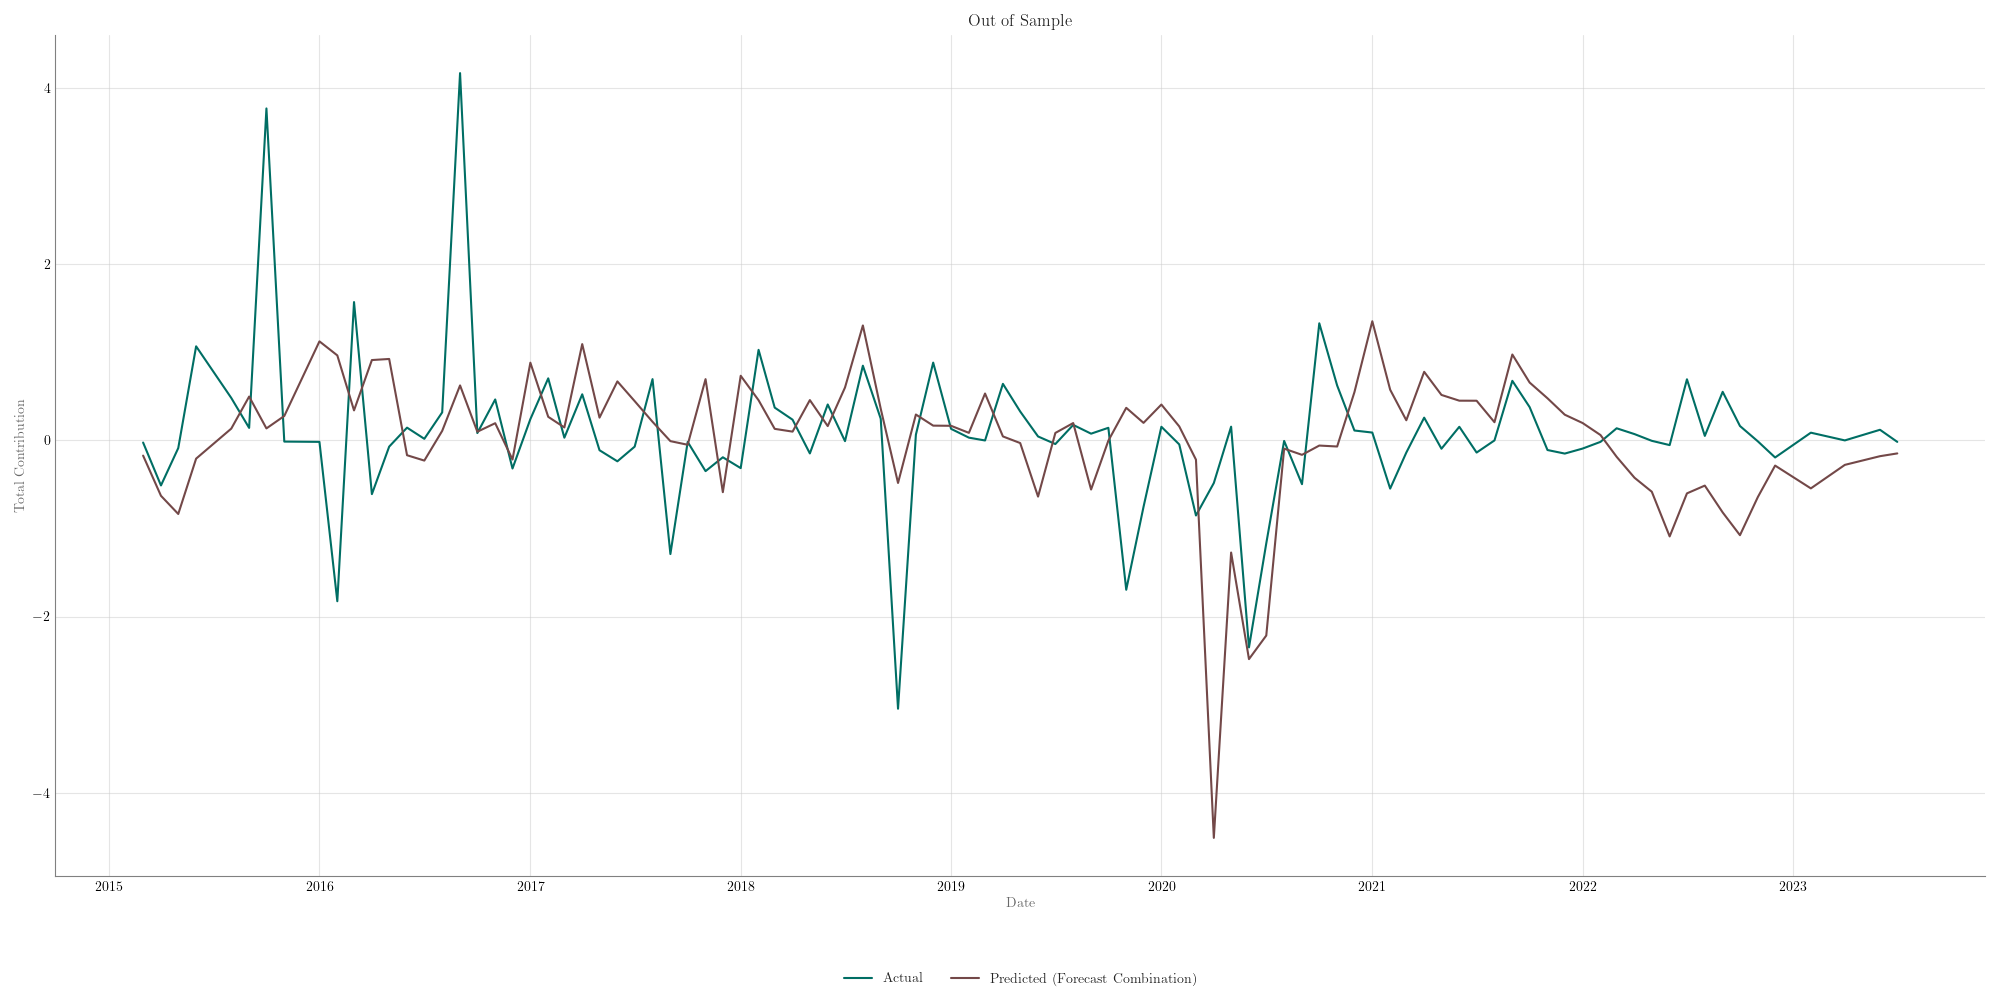 Out of Sample
Total Contribution
4
2
0
−2
−4
2015 2016 2017 2018 2019 2020 2021 2022 2023
Date
Actual Predicted (Forecast Combination)